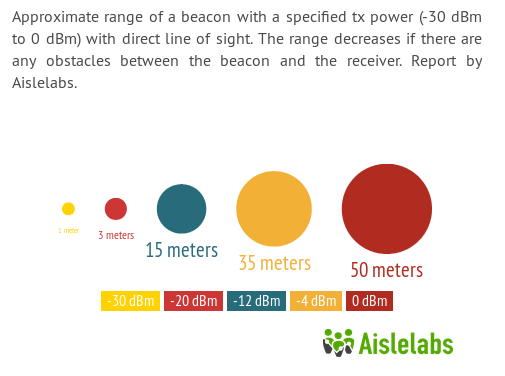 Approximate range of a beacon with a specified tx power (-30 dBm
to 0 dBm) with direct line of sight. The range decreases if there are
any obstacles between the beacon and the receiver. Report by
Aislelabs.
1 meter
3 meters
15 meters
35 meters
50 meters
-30 dBm -20 dBm -12 dBm -4 dBm 0 dBm
Aislelabs